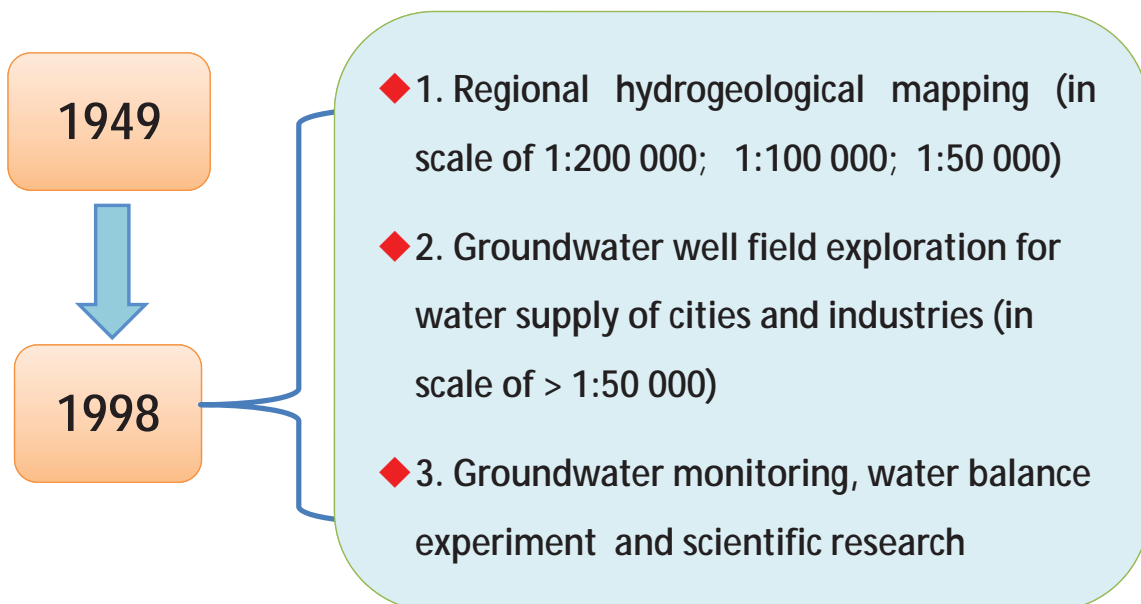 1949
1998
1. Regional hydrogeological mapping (in
scale of 1:200 000; 1:100 000; 1:50 000)
2. Groundwater well field exploration for
water supply of cities and industries (in
scale of > 1:50 000)
3. Groundwater monitoring, water balance
experiment and scientific research